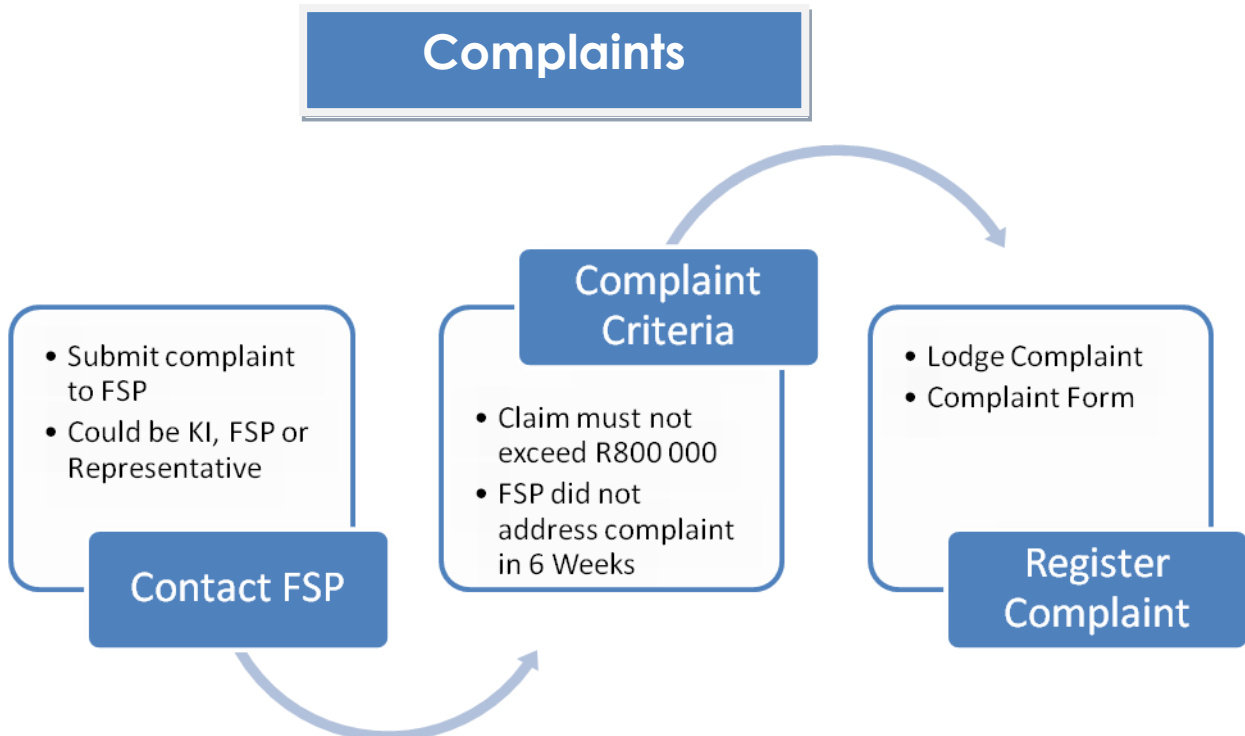 Complaints
• Submit complaint
to FSP
• Could be KI, FSP or
Representative
Contact FSP
Complaint
Criteria
• Claim must not
exceed R800 000
• FSP did not
address complaint
in 6 Weeks
• Lodge Complaint
• Complaint Form
Register
Complaint